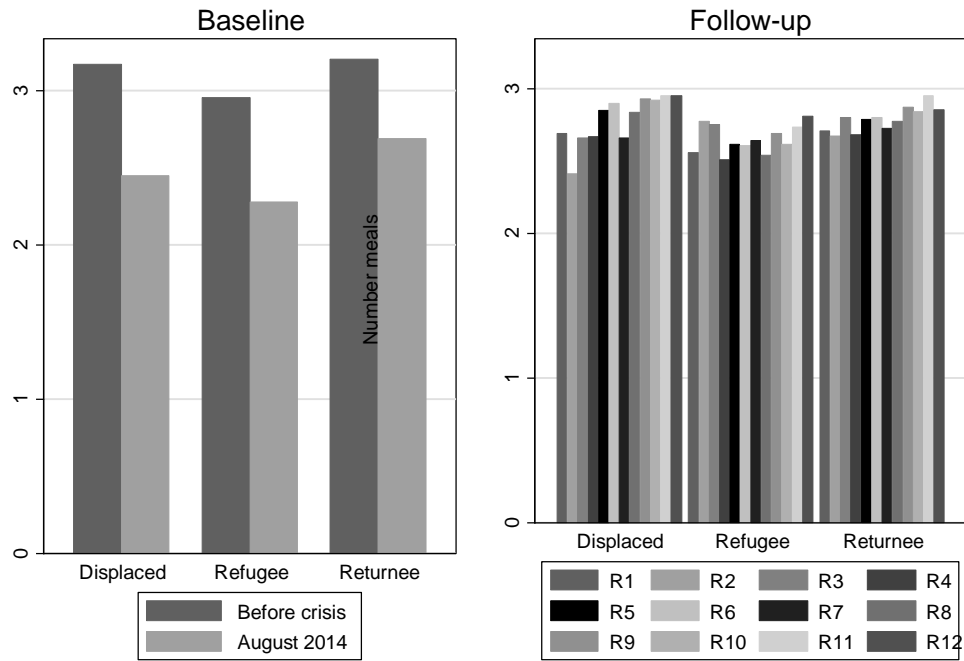 Baseline
3
2
1
0
Number meals
Displaced Refugee Returnee
Before crisis
August 2014
Follow-up
3
2
1
0
Displaced Refugee Returnee
R1 R2 R3 R4
R5 R6 R7 R8
R9 R10 R11 R12